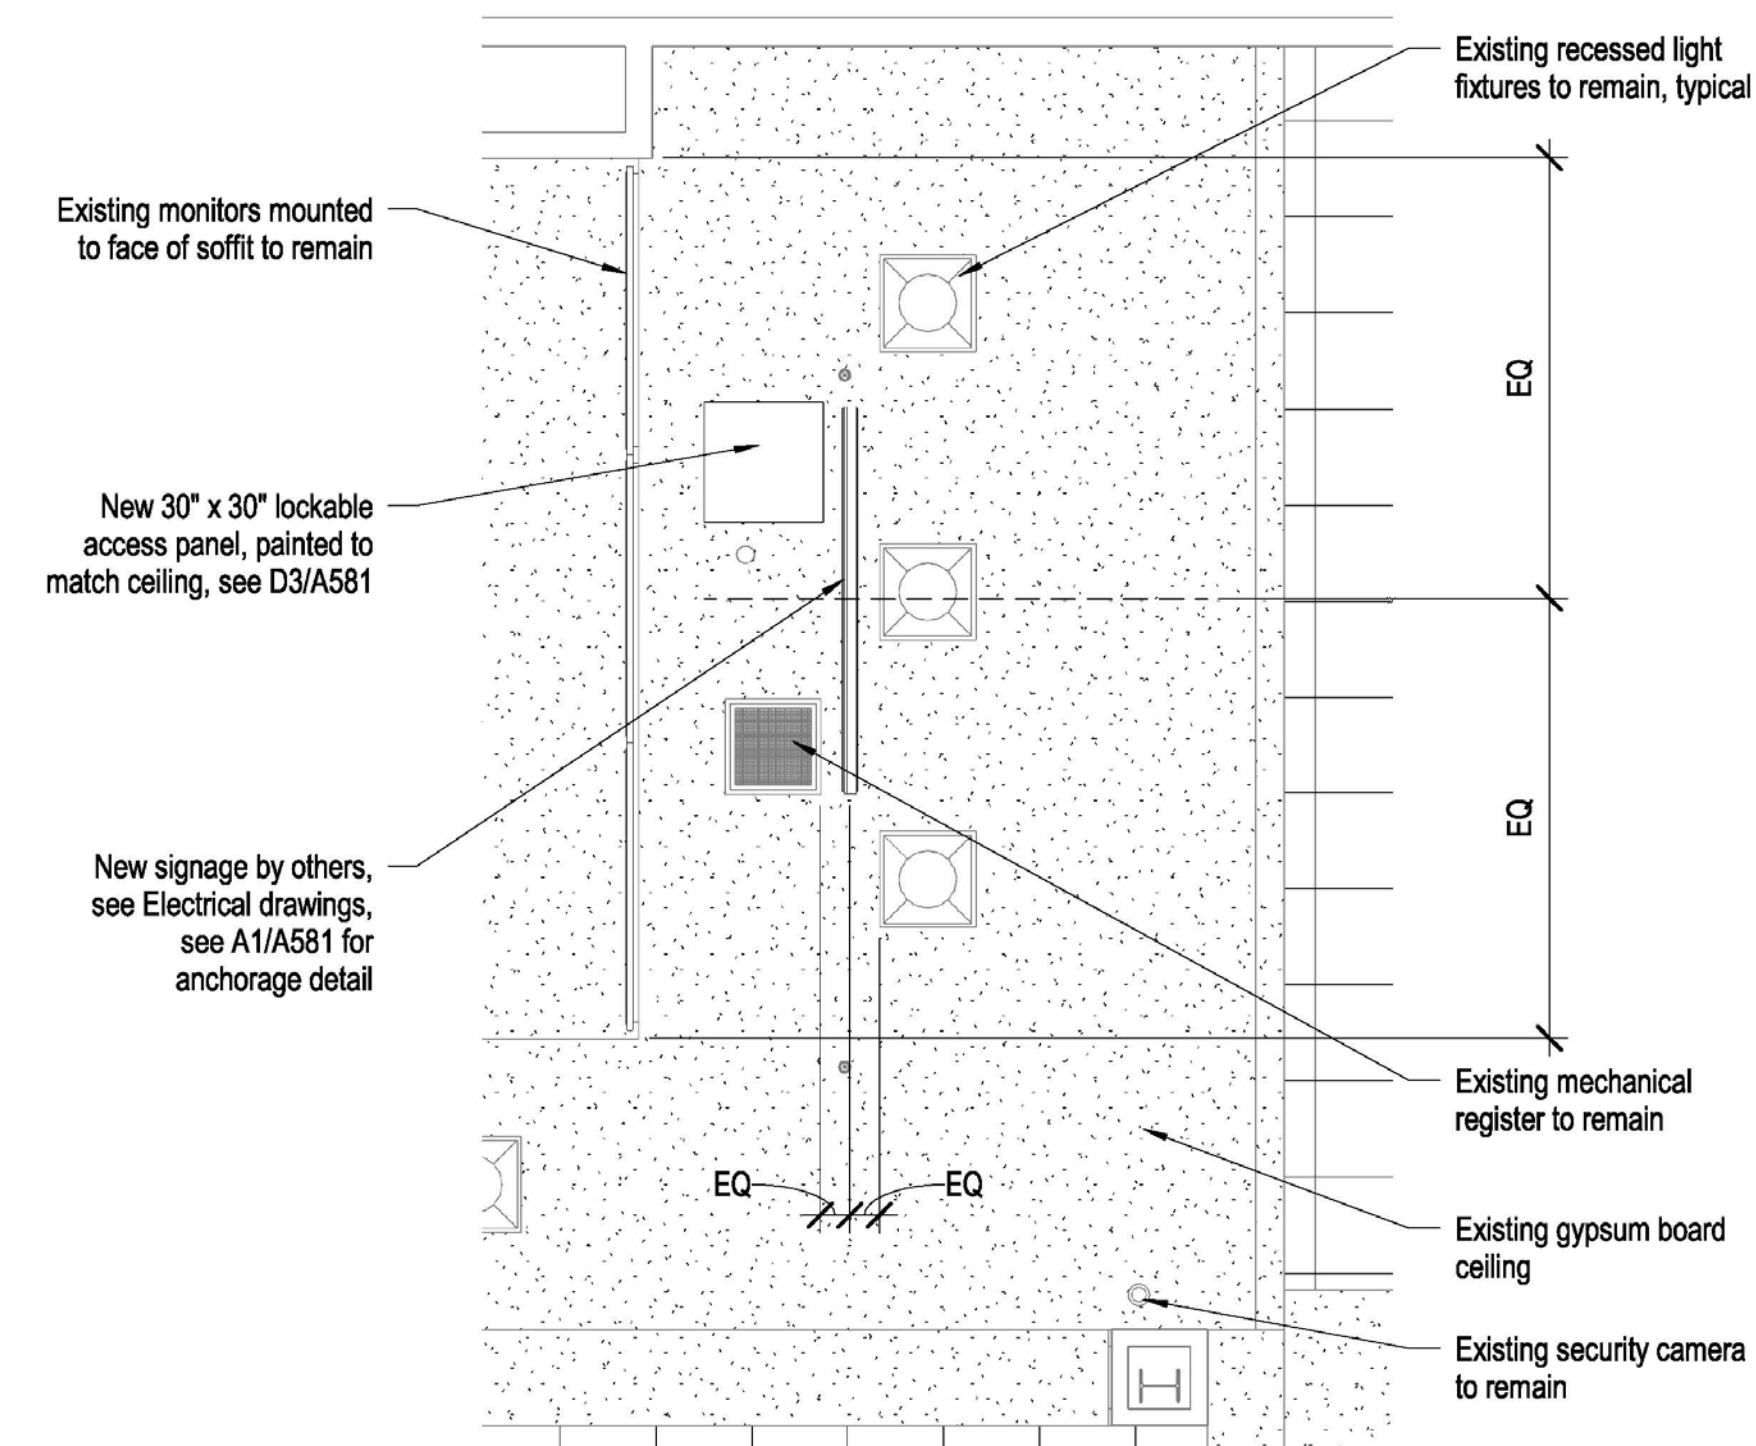 Existing recessed light
fixtures to remain, typical
Existing monitors mounted
to face of soffit to remain
EQ
New 30" x 30" lockable
access panel, painted to
match ceiling, see D3/A581
EQ
New signage by others,
see Electrical drawings,
see A1/A581 for
anchorage detail
Existing mechanical
register to remain
EQ
EQ
Existing gypsum board
ceiling
Existing security camera
to remain